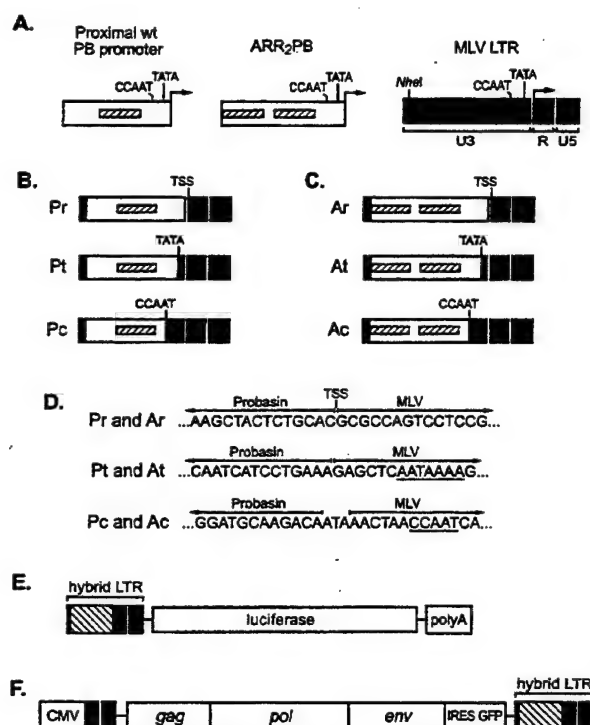 A.
Proximal wt
PB promoter
ARR2PB
MLV LTR
TATA
CCAAT
TATA
CCAAT
NheI
TATA
CCAAT
U3
R
U5
B.
C.
TSS
Pr
TSS
Ar
TATA
Pt
TATA
At
CCAAT
Pc
CCAAT
Ac
D.
Probasin
TSS
MLV
Pr and Ar
...AAGCTACTCTGCACGCGCCAGTCCTCCG...
Probasin
MLV
Pt and At
...CAATCATCCTGAAAGAGCTCAATAAAAG...
Probasin
MLV
Pc and Ac
...GGATGCAAGACAATAAACTAACCAATCA...
E.
hybrid LTR
luciferase
polyA
F.
hybrid LTR
CMV
gag
pol
env
IRES GFP